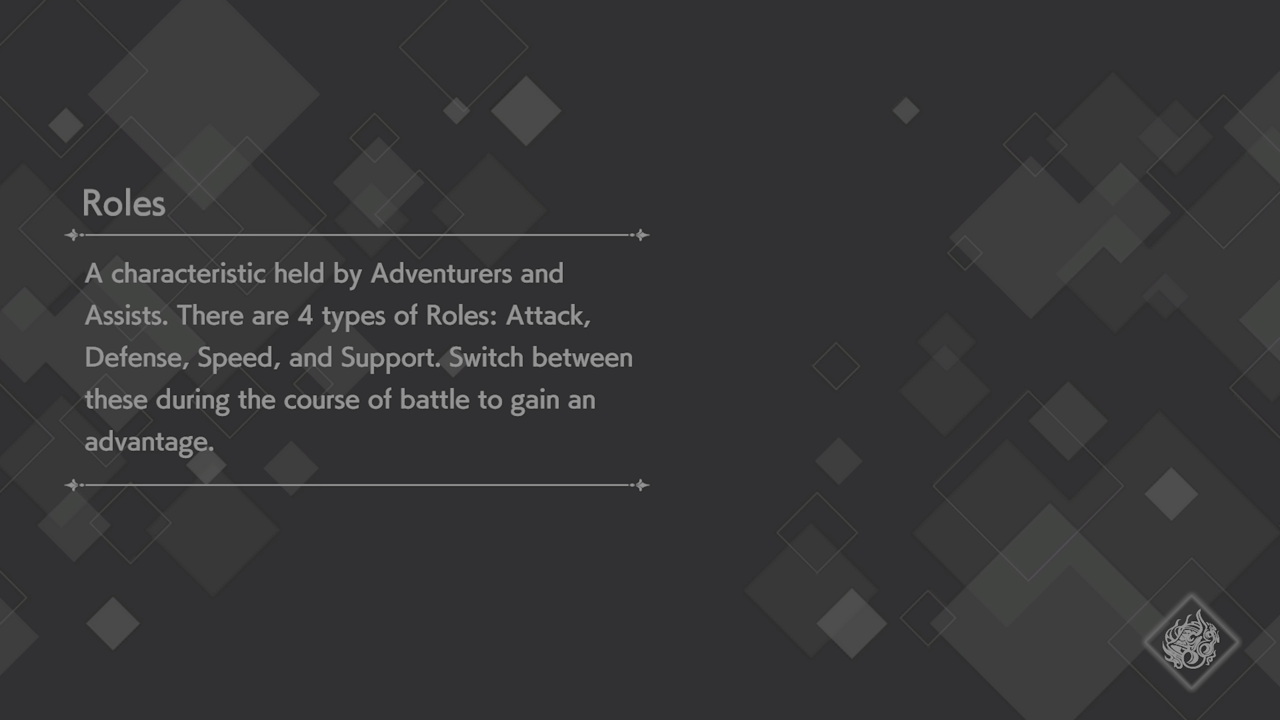 Roles
A characteristic held by Adventurers and
Assists. There are 4 types of Roles: Attack,
Defense, Speed, and Support. Switch between
these during the course of battle to gain an
advantage.